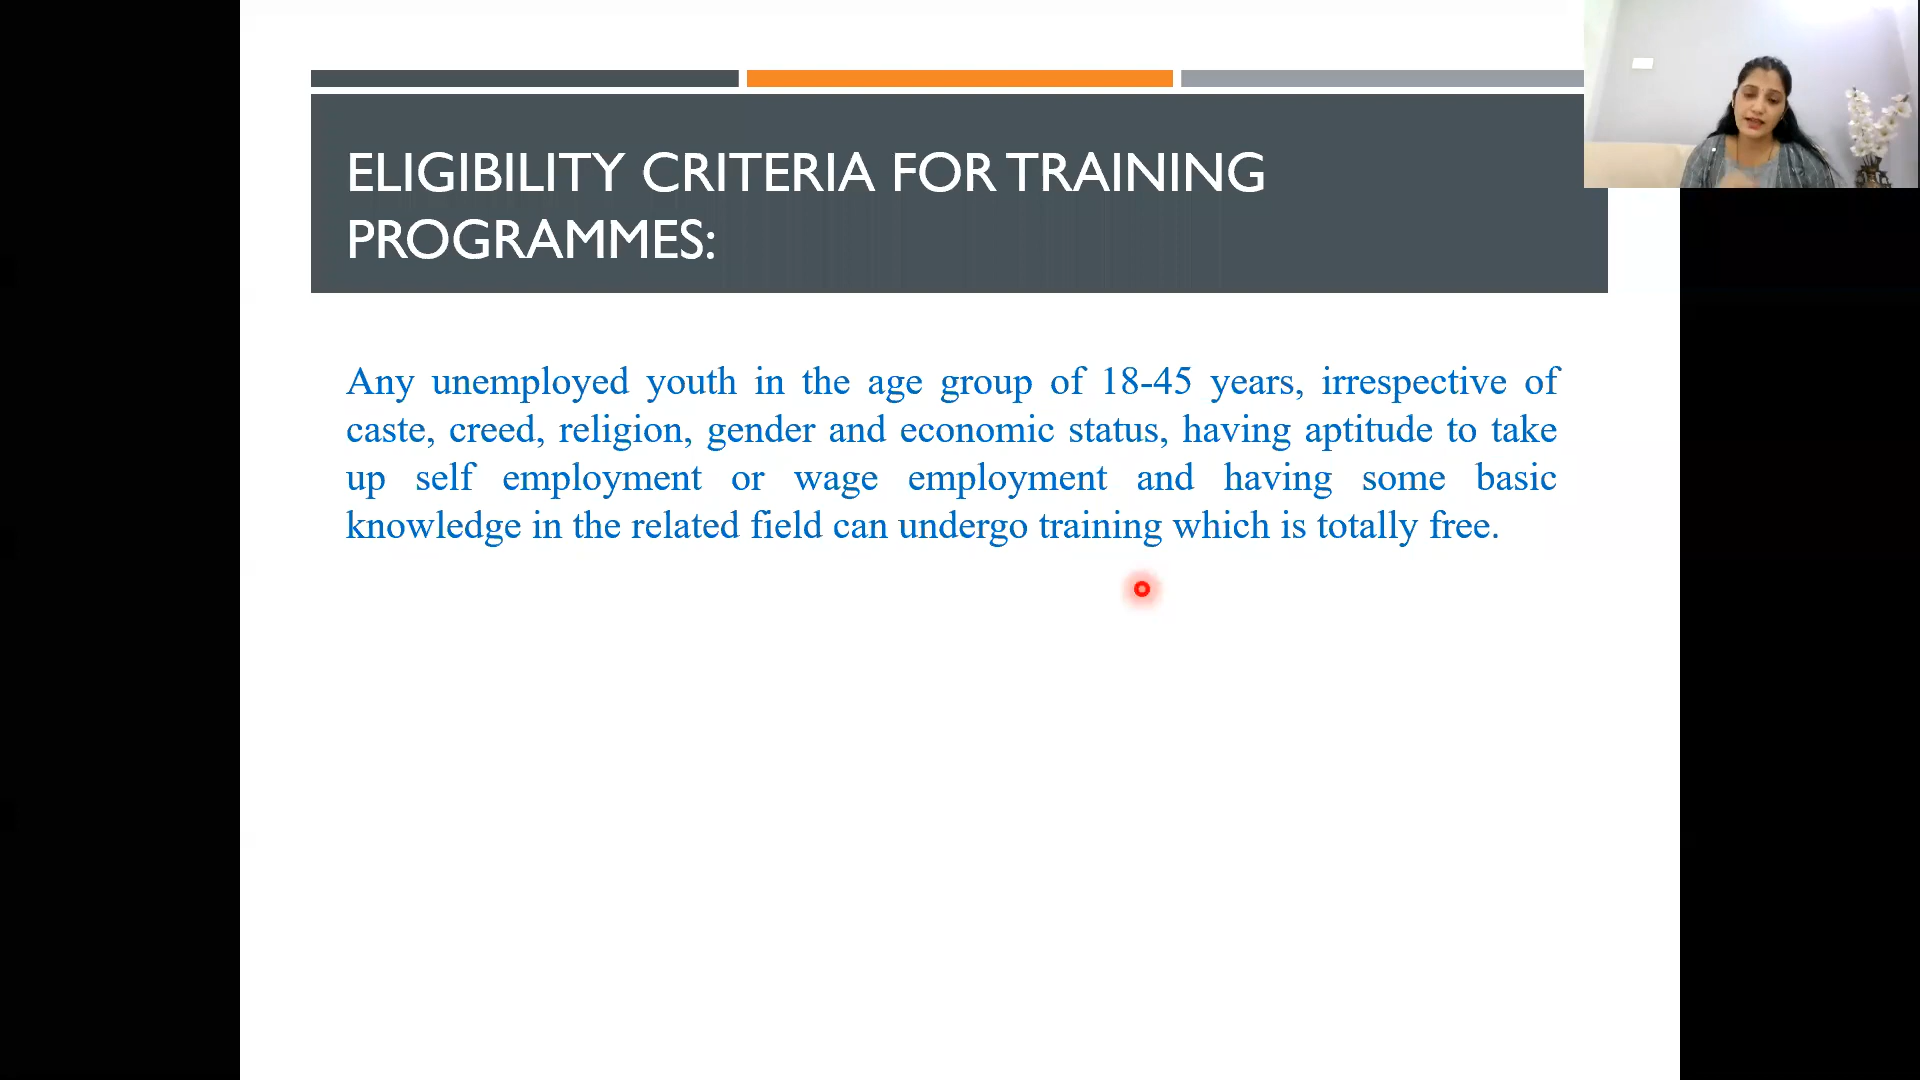 ELIGIBILITY CRITERIA FOR TRAINING
PROGRAMMES:
Any unemployed youth in the age group of 18-45 years, irrespective of
caste, creed, religion, gender and economic status, having aptitude to take
up self employment or wage employment and having some basic
knowledge in the related field can undergo training which is totally free.